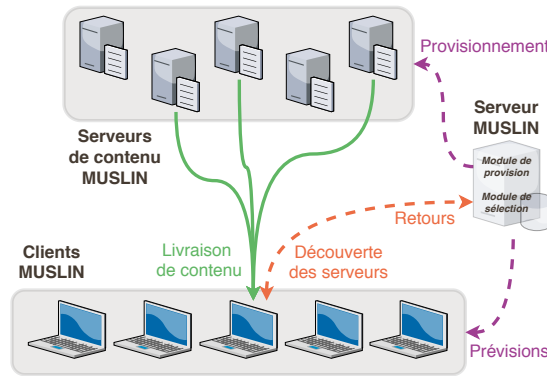 Provisionnement
Serveurs
de contenu
MUSLIN
Serveur
MUSLIN
Module de
provision
Module de
sélection
Retours
Clients
MUSLIN
Livraison
de contenu
Découverte
des serveurs
Prévisions